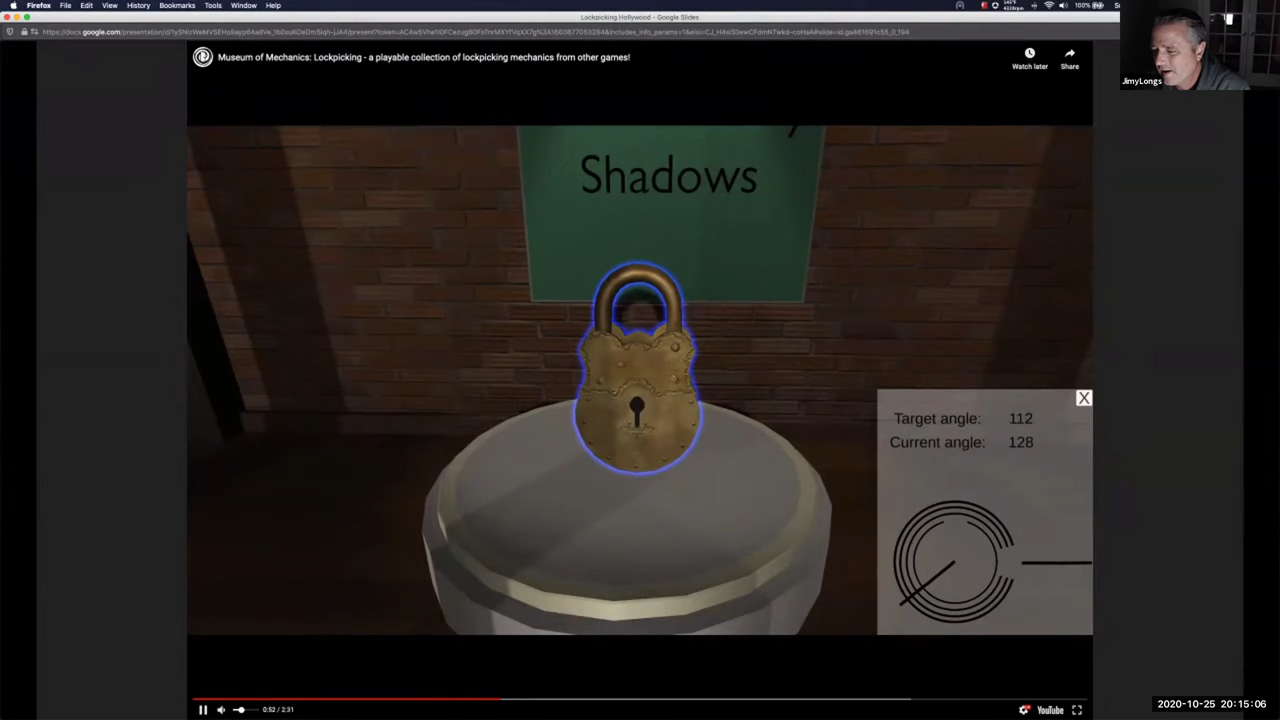 Firefox File Edit View History Bookmarks Tools Window Help
100%
Lockpicking Hollywood - Google Slides
Museum of Mechanics: Lockpicking - a playable collection of lockpicking mechanics from other games!
Watch later
Share
JimyLongs
Shadows
X
Target angle: 112
Current angle: 128
0:52 / 2:31
YouTube
2020-10-25 20:15:06